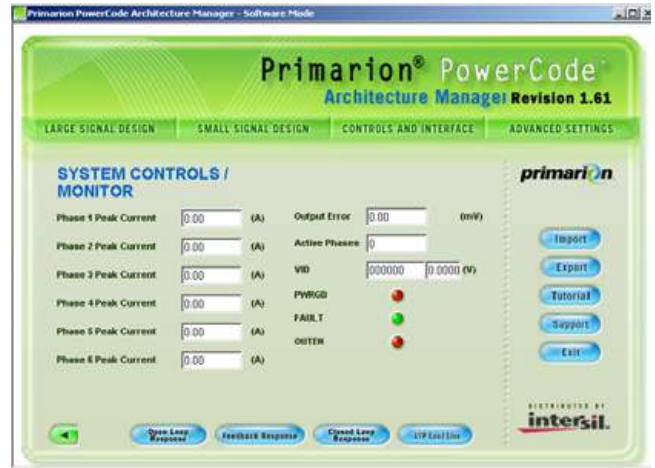 Primarion PowerCode Architecture Manager - Software Mode
Primarion® PowerCode™
Architecture Manager Revision 1.61
LARGE SIGNAL DESIGN SMALL SIGNAL DESIGN CONTROLS AND INTERFACE ADVANCED SETTINGS
SYSTEM CONTROLS /
MONITOR
primarion
Phase 1 Peak Current 0.00 (A) Output Error 0.00 (mV)
Phase 2 Peak Current 0.00 (A) Active Phases 0
Phase 3 Peak Current 0.00 (A) VID 000000 0.0000 (V)
Phase 4 Peak Current 0.00 (A) PWRGD
Phase 5 Peak Current 0.00 (A) FAULT
Phase 6 Peak Current 0.00 (A) OUTEN
Import
Export
Tutorial
Support
Exit
Open Loop
Response
Feedback Response
Closed Loop
Response
ATP Load Line
DISTRIBUTED BY
intersil.